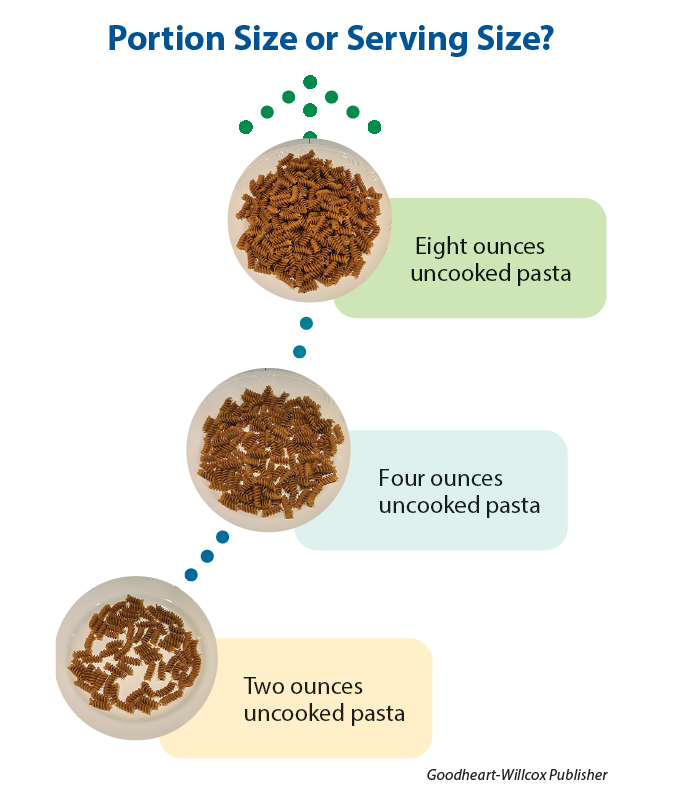 Portion Size or Serving Size?
Eight ounces
uncooked pasta
Four ounces
uncooked pasta
Two ounces
uncooked pasta
Goodheart-Willcox Publisher